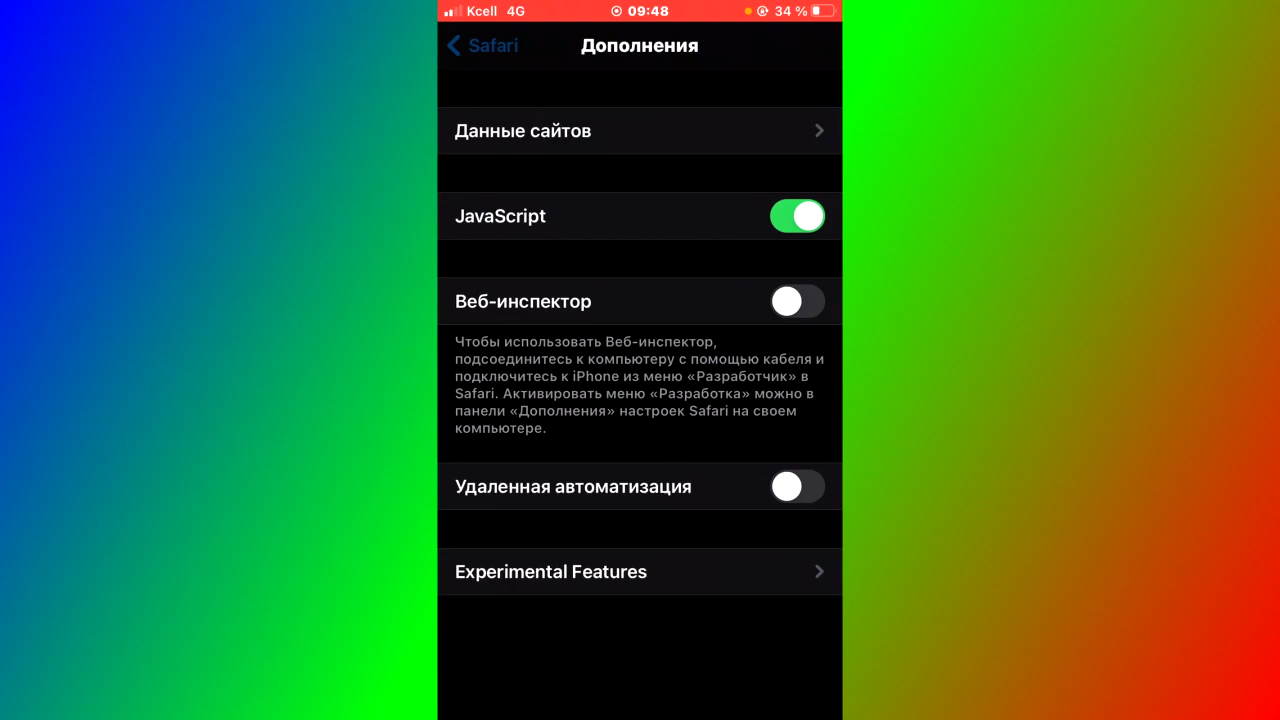 Kcell 4G 09:48 34 %
Safari Дополнения
Данные сайтов
JavaScript
Веб-инспектор
Чтобы использовать Веб-инспектор,
подсоединитесь к компьютеру с помощью кабеля и
подключитесь к iPhone из меню «Разработчик» в
Safari. Активировать меню «Разработка» можно в
панели «Дополнения» настроек Safari на своем
компьютере.
Удаленная автоматизация
Experimental Features